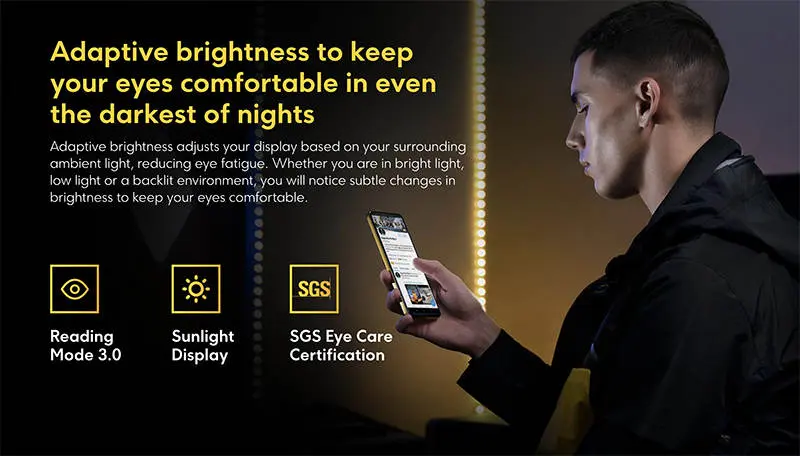 Adaptive brightness to keep
your eyes comfortable in even
the darkest of nights
Adaptive brightness adjusts your display based on your surrounding
ambient light, reducing eye fatigue. Whether you are in bright light,
low light or a backlit environment, you will notice subtle changes in
brightness to keep your eyes comfortable.
SGS
Reading
Mode 3.0
Sunlight
Display
SGS Eye Care
Certification